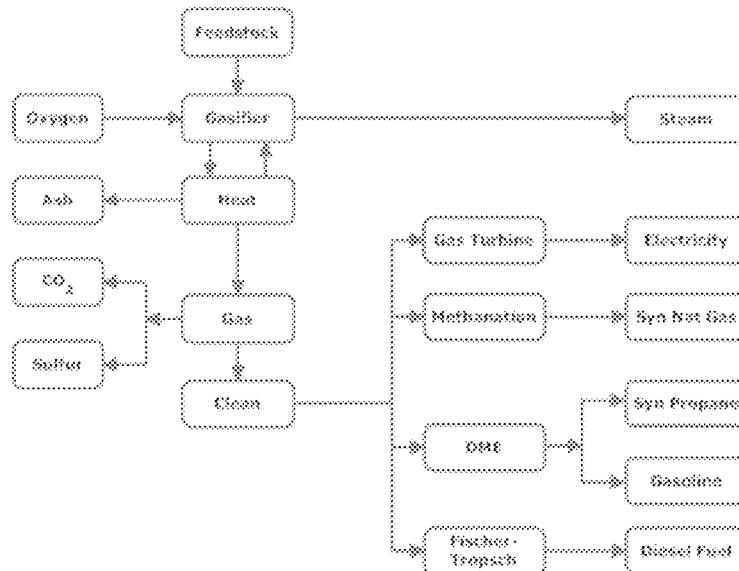 Feedstock
Oxygen
Gasifier
Steam
Ash
Heat
Gas Turbine
Electricity
CO2
Gas
Methanation
Syn Nat Gas
Sulfur
Clean
Syn Propane
DME
Gasoline
Fischer-
Tropsch
Diesel Fuel